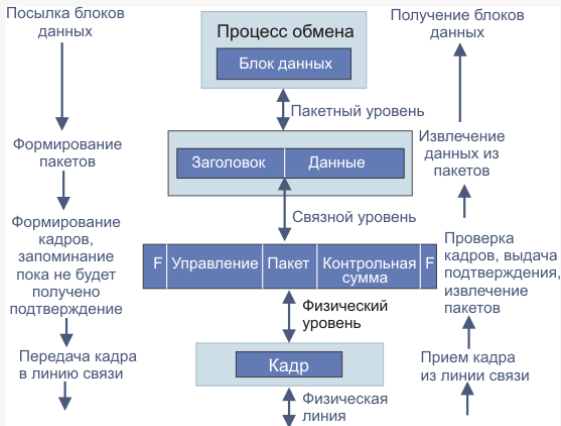 Посылка блоков
данных
Формирование
пакетов
Формирование
кадров,
запоминание
пока не будет
получено
подтверждение
Передача кадра
в линию связи
Процесс обмена
Блок данных
Пакетный уровень
Заголовок Данные
Связной уровень
F Управление Пакет Контрольная сумма F
Физический
уровень
Кадр
Физическая
линия
Получение блоков
данных
Извлечение
данных из
пакетов
Проверка
кадров, выдача
подтверждения,
извлечение
пакетов
Прием кадра
из линии связи